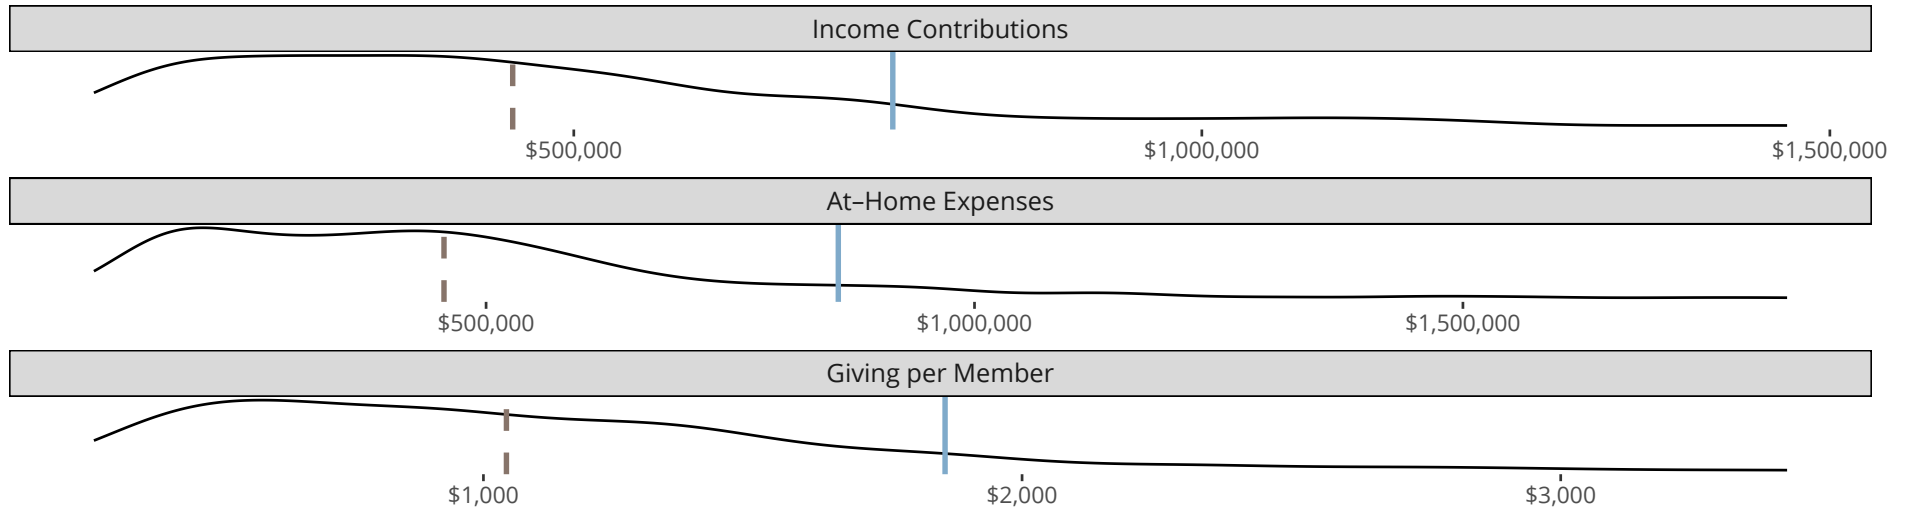 Income Contributions
$500,000 $1,000,000 $1,500,000
At–Home Expenses
$500,000 $1,000,000 $1,500,000
Giving per Member
$1,000 $2,000 $3,000